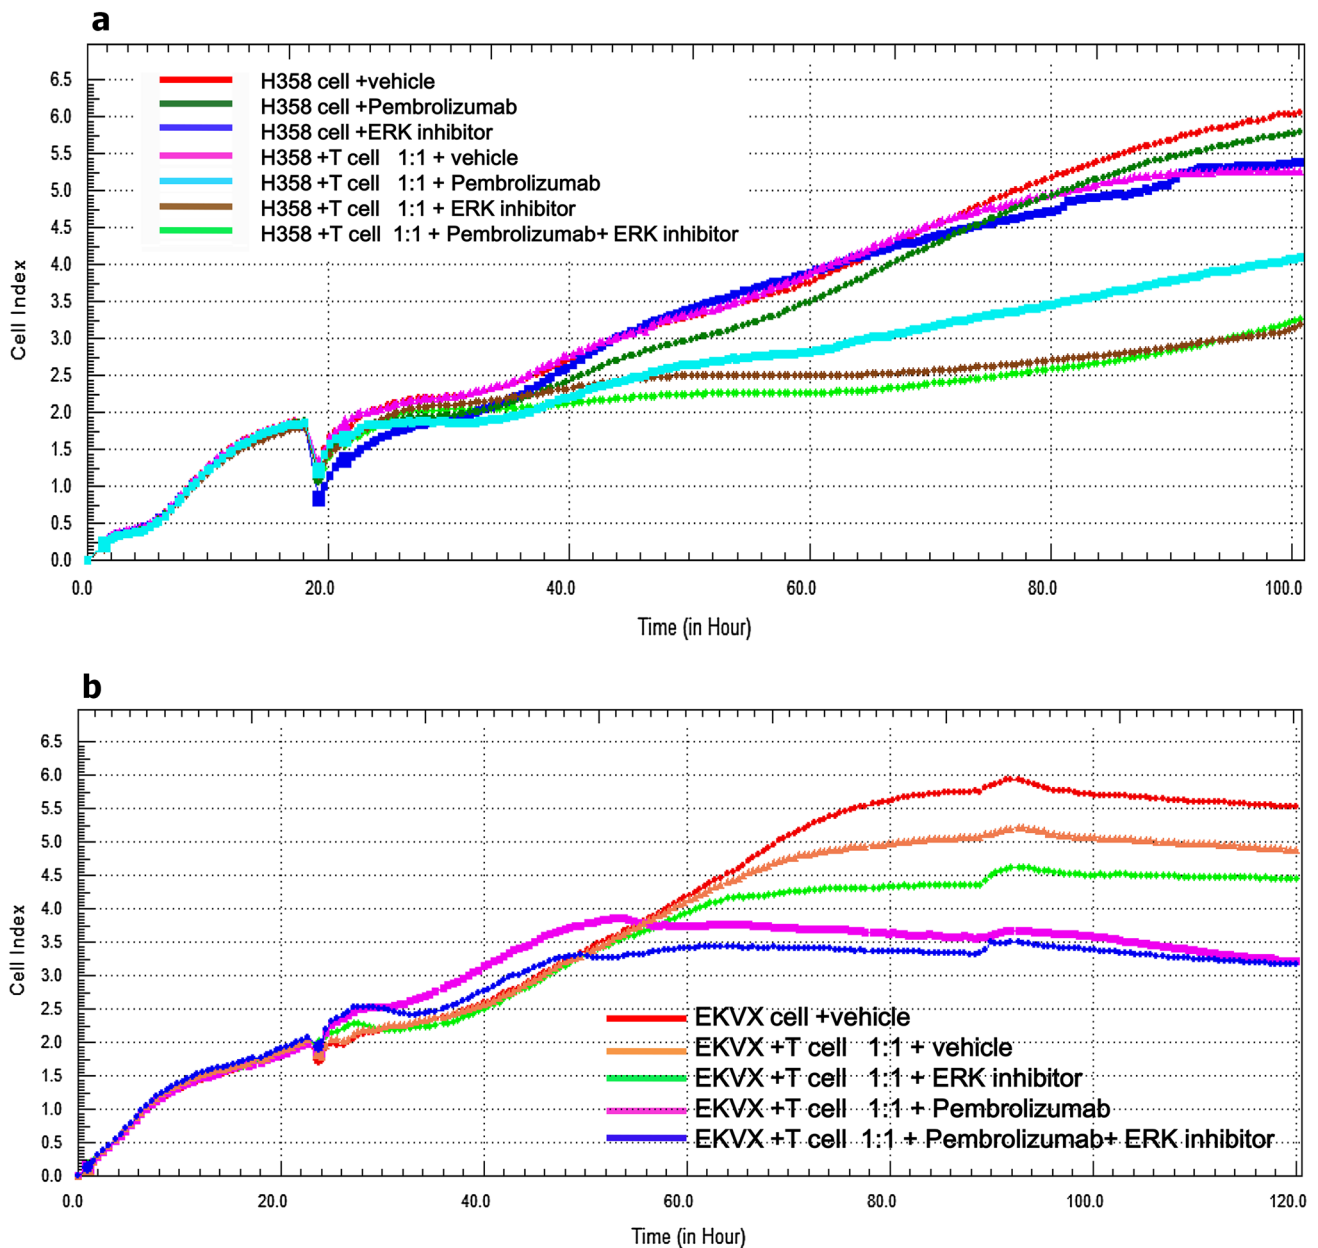 a
6.5
6.0
5.5
5.0
4.5
4.0
3.5
3.0
2.5
2.0
1.5
1.0
0.5
0.0
Cell Index
H358 cell +vehicle
H358 cell +Pembrolizumab
H358 cell +ERK inhibitor
H358 +T cell 1:1 + vehicle
H358 +T cell 1:1 + Pembrolizumab
H358 +T cell 1:1 + ERK inhibitor
H358 +T cell 1:1 + Pembrolizumab+ ERK inhibitor
0.0 20.0 40.0 60.0 80.0 100.0
Time (in Hour)
b
6.5
6.0
5.5
5.0
4.5
4.0
3.5
3.0
2.5
2.0
1.5
1.0
0.5
0.0
Cell Index
EKVX cell +vehicle
EKVX +T cell 1:1 + vehicle
EKVX +T cell 1:1 + ERK inhibitor
EKVX +T cell 1:1 + Pembrolizumab
EKVX +T cell 1:1 + Pembrolizumab+ ERK inhibitor
0.0 20.0 40.0 60.0 80.0 100.0 120.0
Time (in Hour)